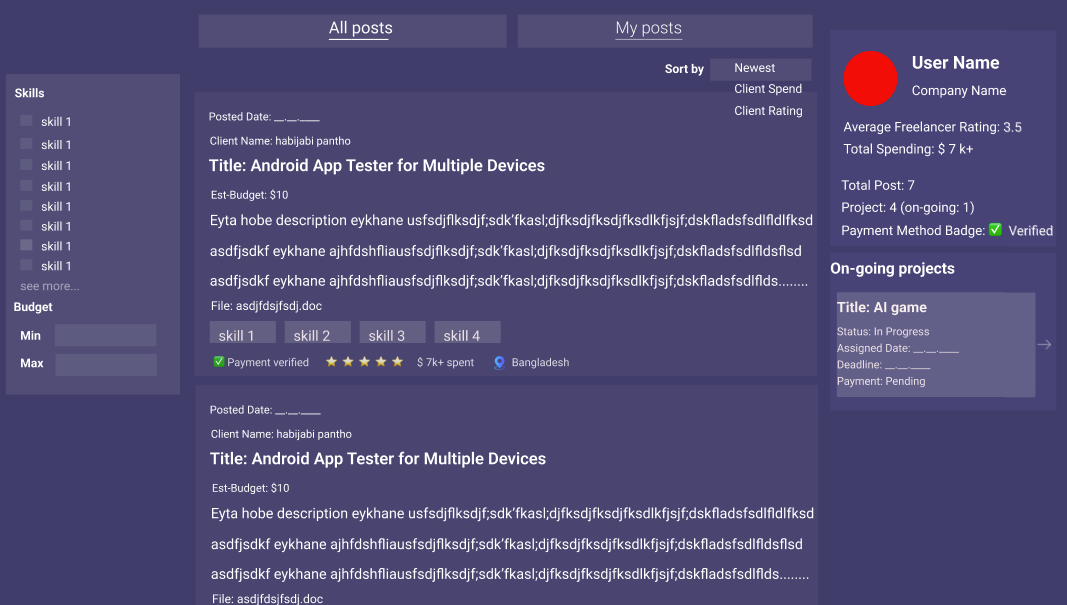 All posts
My posts
Sort by
Newest
Client Spend
Client Rating
Skills
skill 1
skill 1
skill 1
skill 1
skill 1
skill 1
skill 1
skill 1
see more...
Budget
Min
Max
Posted Date: __.__.____
Client Name: habijabi pantho
Title: Android App Tester for Multiple Devices
Est-Budget: $10
Eyta hobe description eykhane usfsdjflksdjf;sdk'fkasl;djfksdjfksdjfksdlkfjsjf;dskfladsfsdlfldlfksd
asdfjsdkf eykhane ajhfdshfliausfsdjflksdjf;sdk'fkasl;djfksdjfksdjfksdlkfjsjf;dskfladsfsdlfldsflsd
asdfjsdkf eykhane ajhfdshfliausfsdjflksdjf;sdk'fkasl;djfksdjfksdjfksdlkfjsjf;dskfladsfsdlflds........
File: asdjfdsjfsdj.doc
skill 1 skill 2 skill 3 skill 4
Payment verified $ 7k+ spent Bangladesh
Posted Date: __.__.____
Client Name: habijabi pantho
Title: Android App Tester for Multiple Devices
Est-Budget: $10
Eyta hobe description eykhane usfsdjflksdjf;sdk'fkasl;djfksdjfksdjfksdlkfjsjf;dskfladsfsdlfldlfksd
asdfjsdkf eykhane ajhfdshfliausfsdjflksdjf;sdk'fkasl;djfksdjfksdjfksdlkfjsjf;dskfladsfsdlfldsflsd
asdfjsdkf eykhane ajhfdshfliausfsdjflksdjf;sdk'fkasl;djfksdjfksdjfksdlkfjsjf;dskfladsfsdlflds........
File: asdjfdsjfsdj.doc
User Name
Company Name
Average Freelancer Rating: 3.5
Total Spending: $ 7 k+
Total Post: 7
Project: 4 (on-going: 1)
Payment Method Badge: ✅ Verified
On-going projects
Title: AI game
Status: In Progress
Assigned Date: __.__.____
Deadline: __.__.____
Payment: Pending